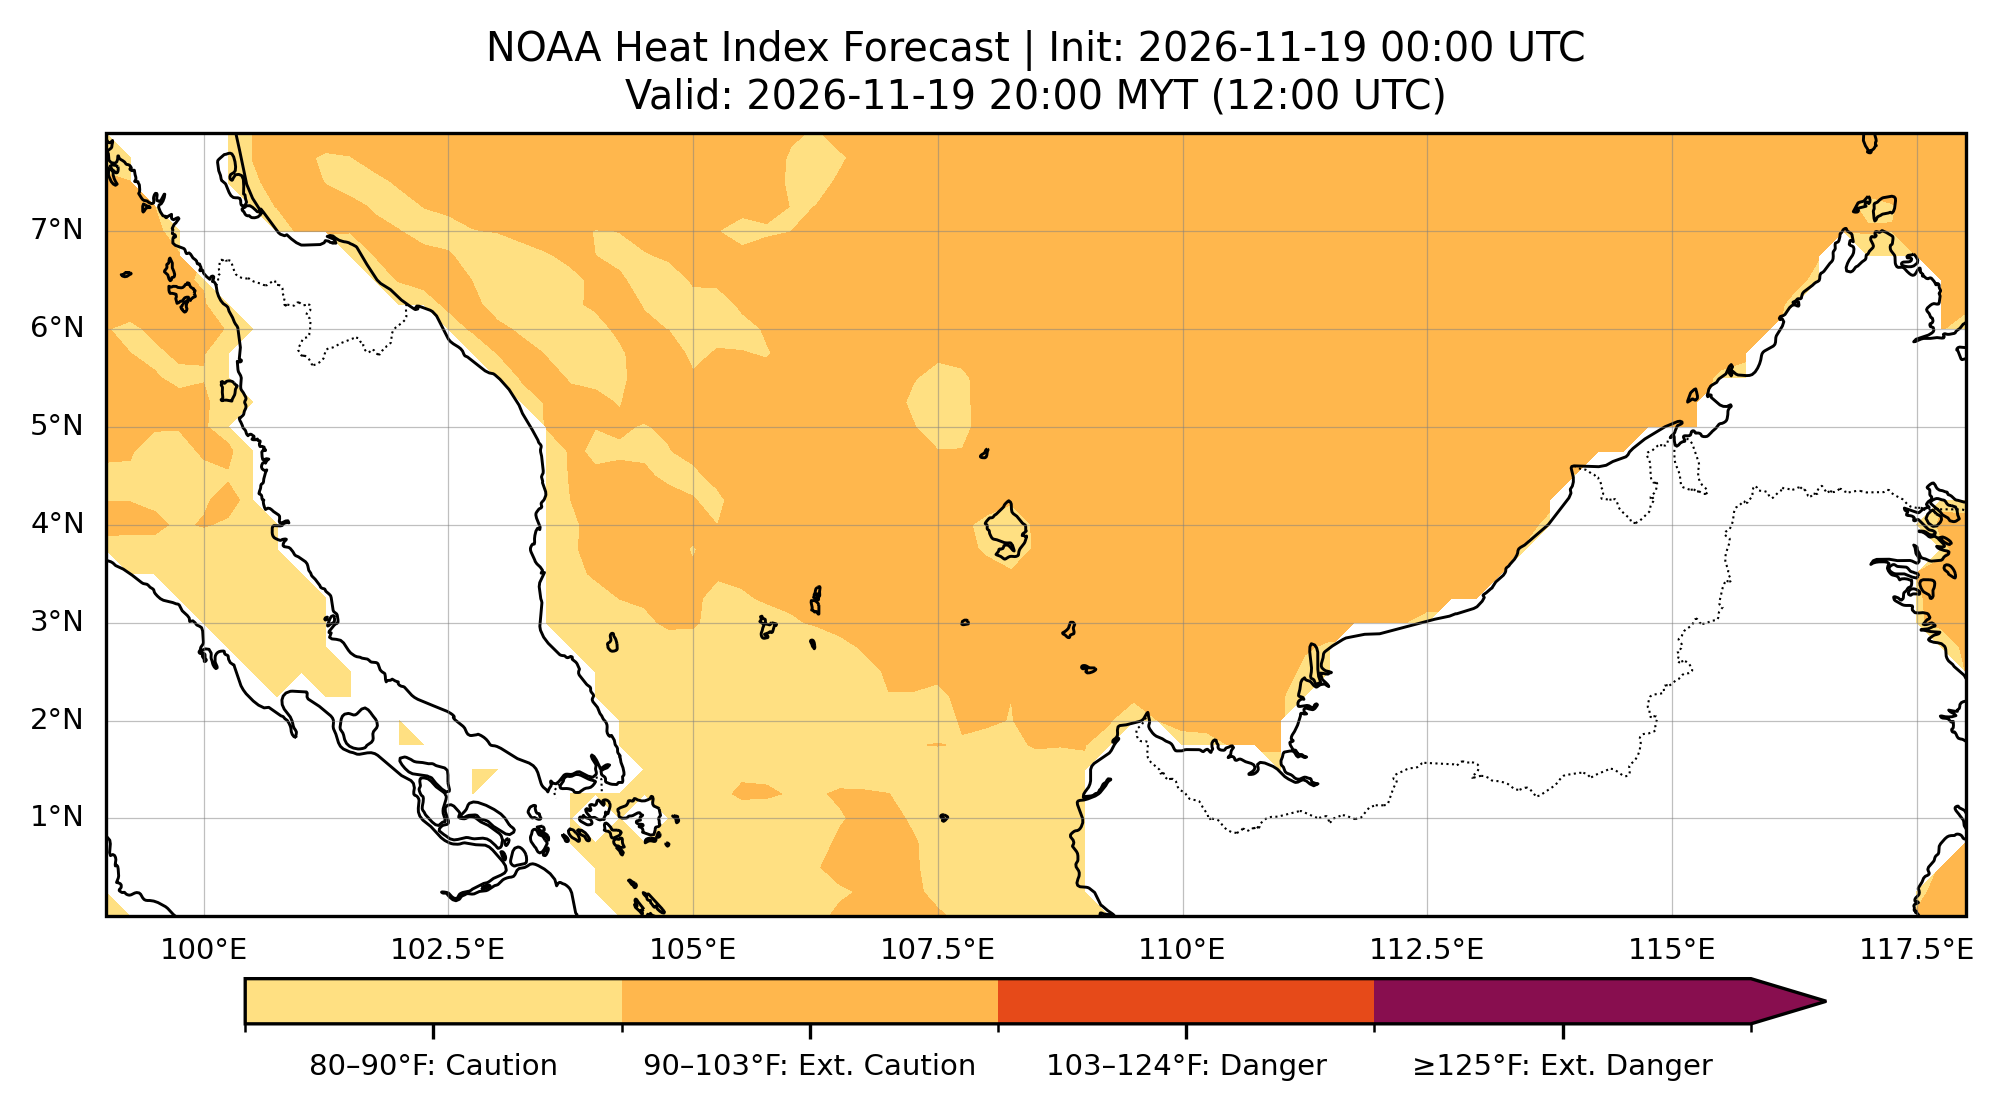 NOAA Heat Index Forecast | Init: 2026-11-19 00:00 UTC
Valid: 2026-11-19 20:00 MYT (12:00 UTC)
7°N
6°N
5°N
4°N
3°N
2°N
1°N
100°E
102.5°E
105°E
107.5°E
110°E
112.5°E
115°E
117.5°E
80–90°F: Caution
90–103°F: Ext. Caution
103–124°F: Danger
≥125°F: Ext. Danger